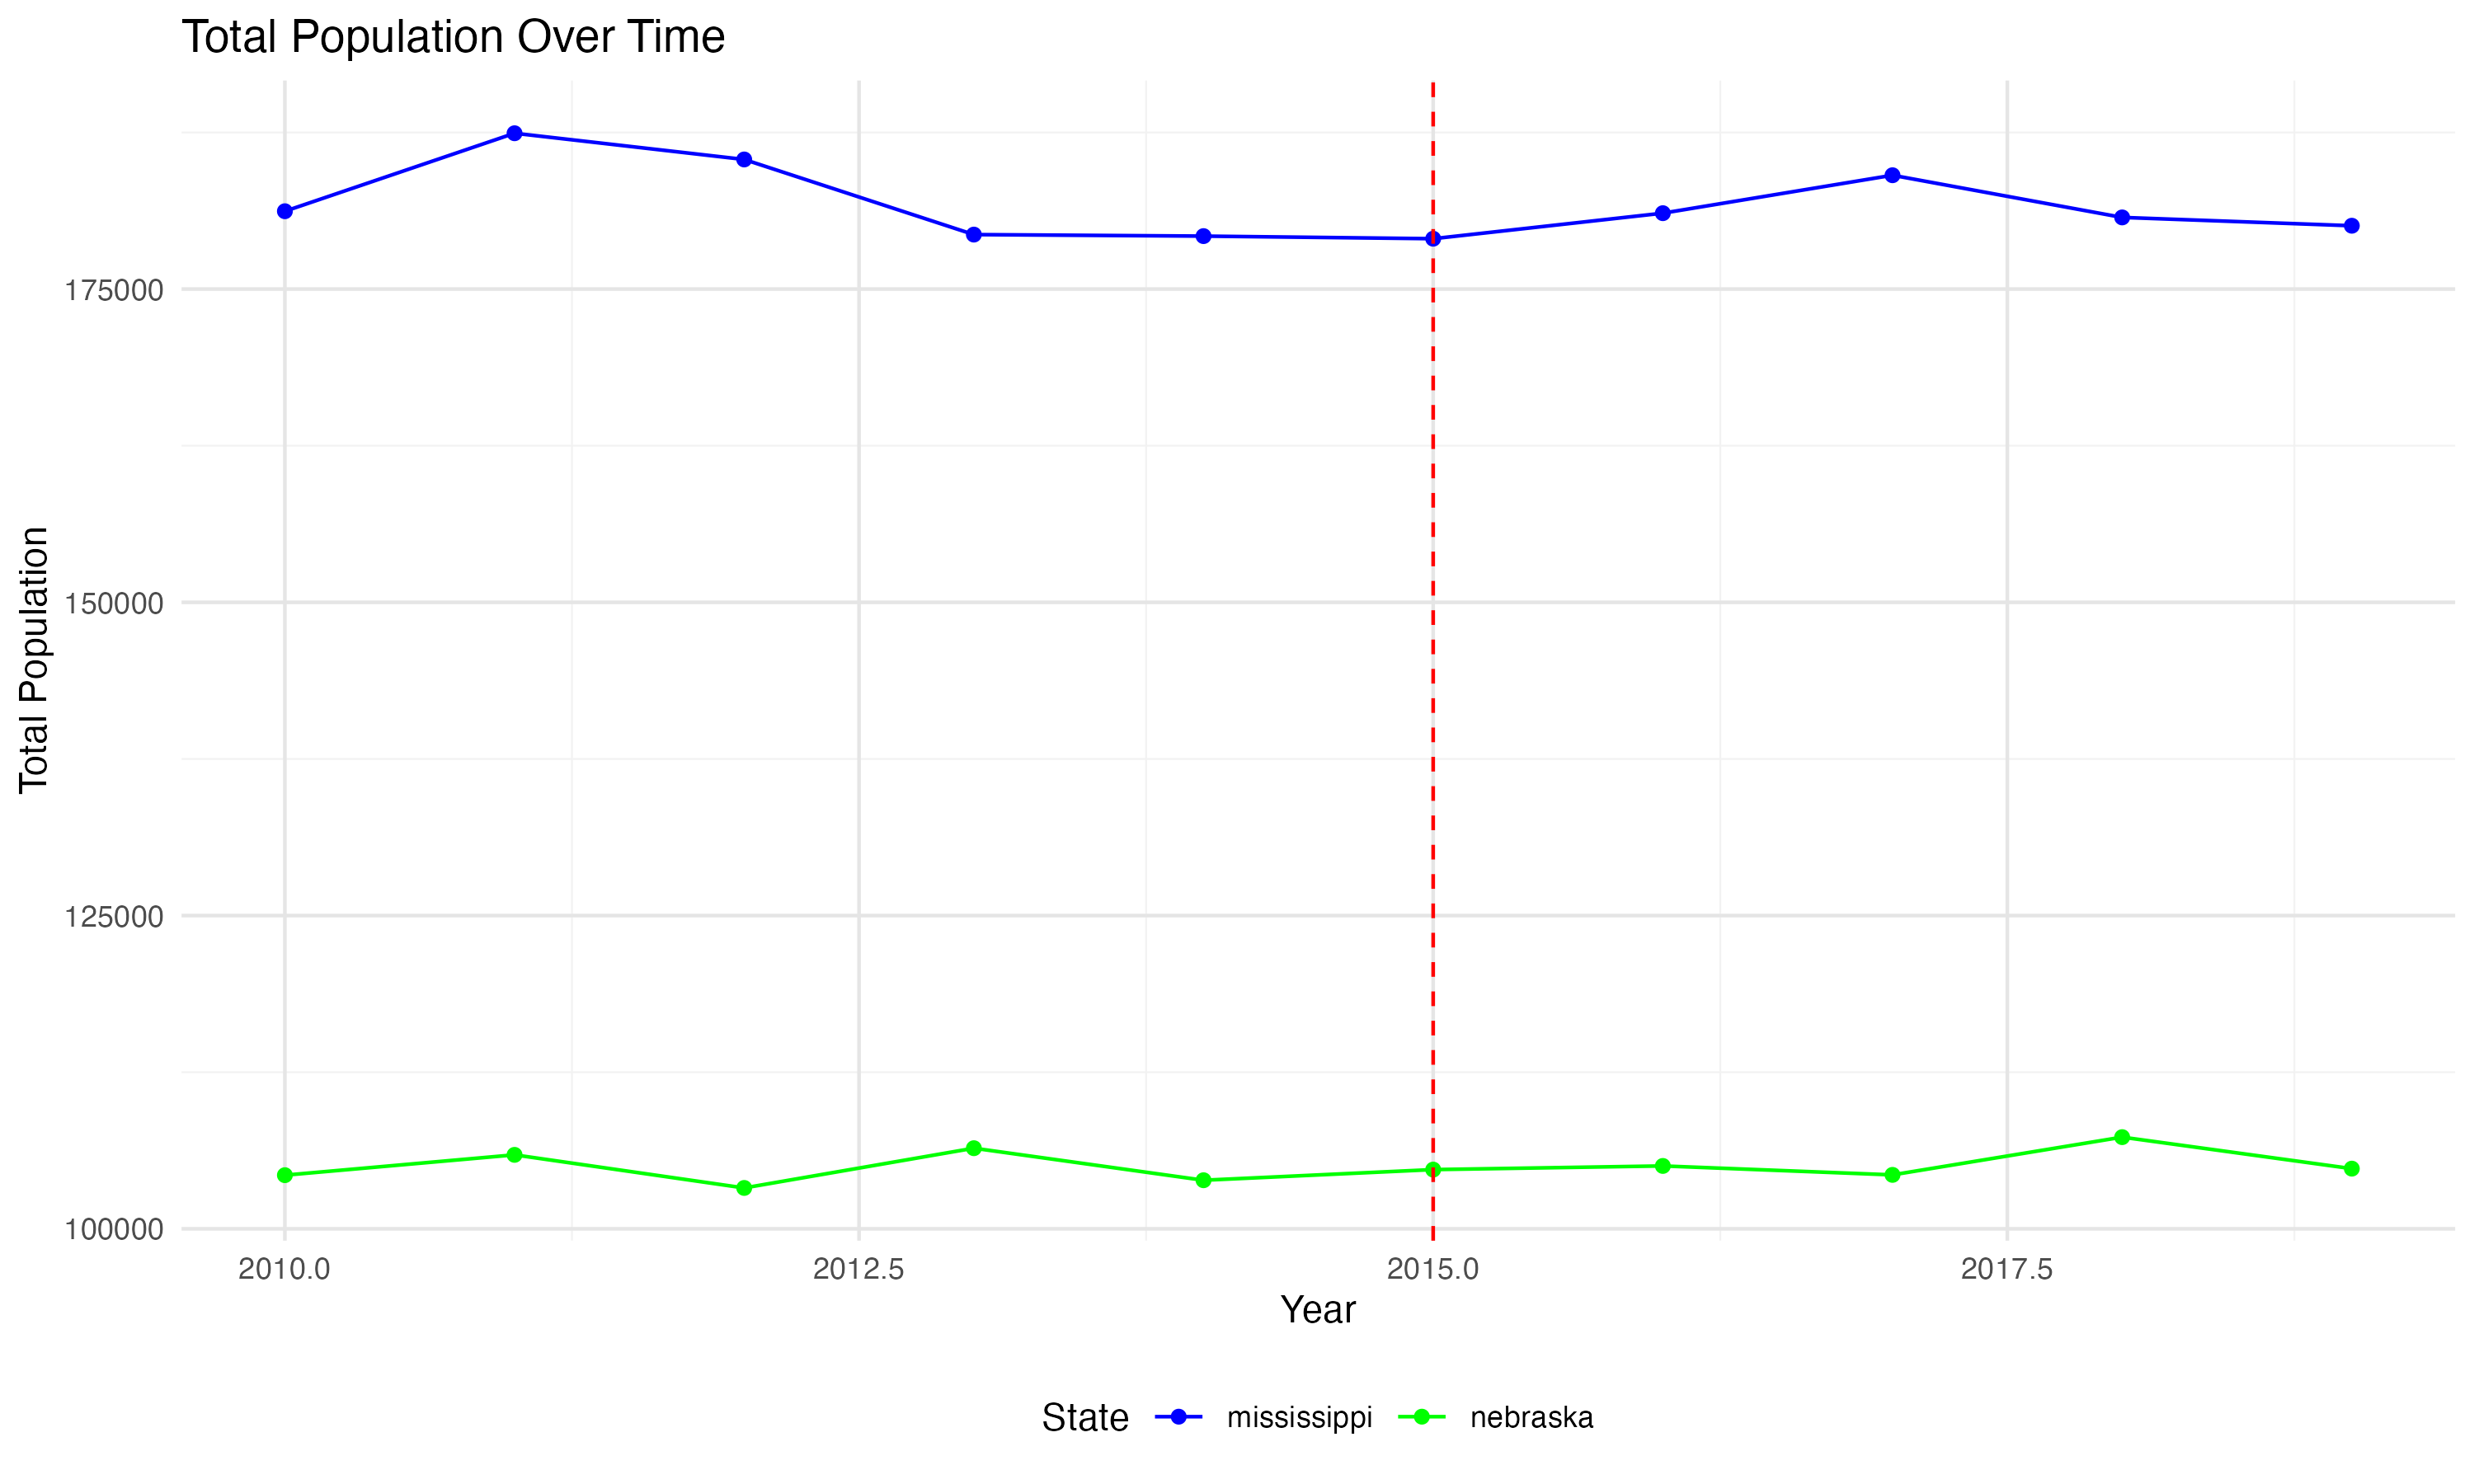 Total Population Over Time
Total Population
175000
150000
125000
100000
2010.0 2012.5 2015.0 2017.5
Year
State mississippi nebraska